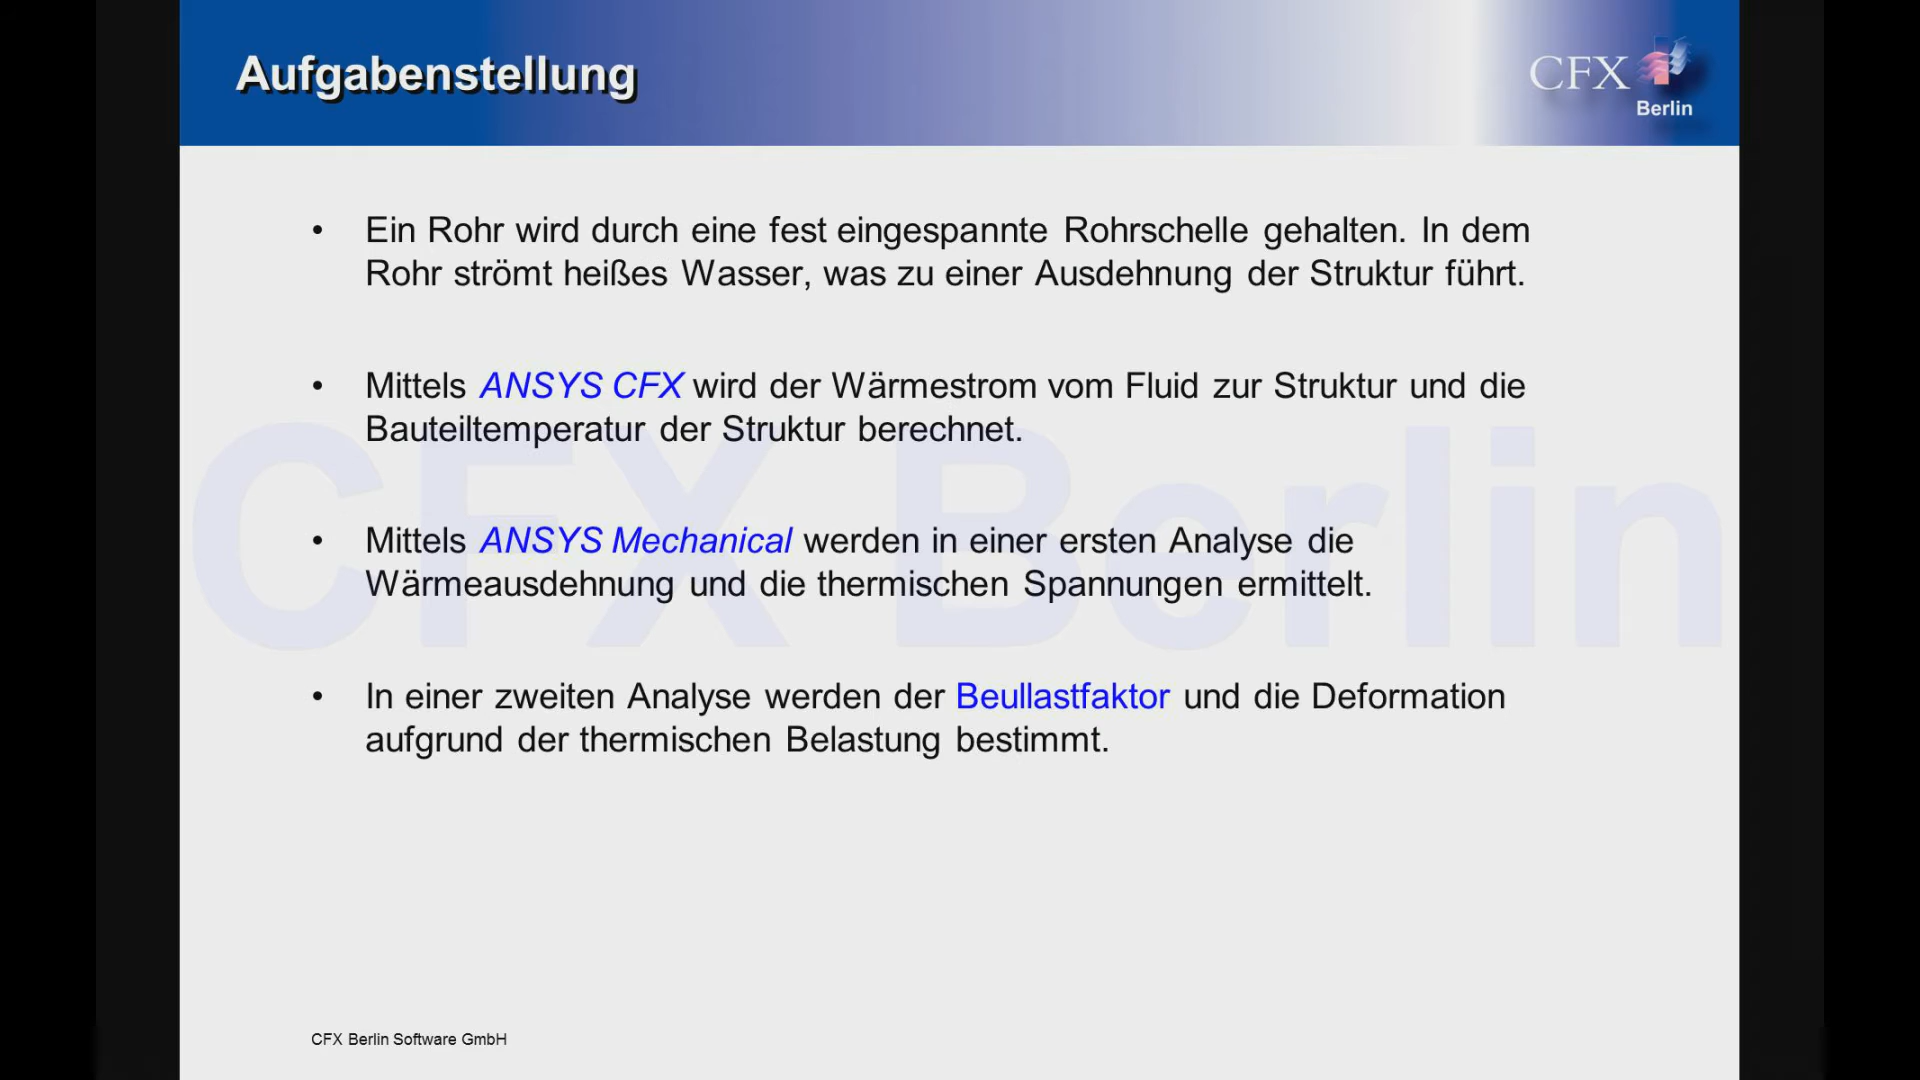 Aufgabenstellung
CFX
Berlin
• Ein Rohr wird durch eine fest eingespannte Rohrschelle gehalten. In dem
Rohr strömt heißes Wasser, was zu einer Ausdehnung der Struktur führt.
• Mittels ANSYS CFX wird der Wärmestrom vom Fluid zur Struktur und die
Bauteiltemperatur der Struktur berechnet.
CFX Berlin
• Mittels ANSYS Mechanical werden in einer ersten Analyse die
Wärmeausdehnung und die thermischen Spannungen ermittelt.
• In einer zweiten Analyse werden der Beullastfaktor und die Deformation
aufgrund der thermischen Belastung bestimmt.
CFX Berlin Software GmbH